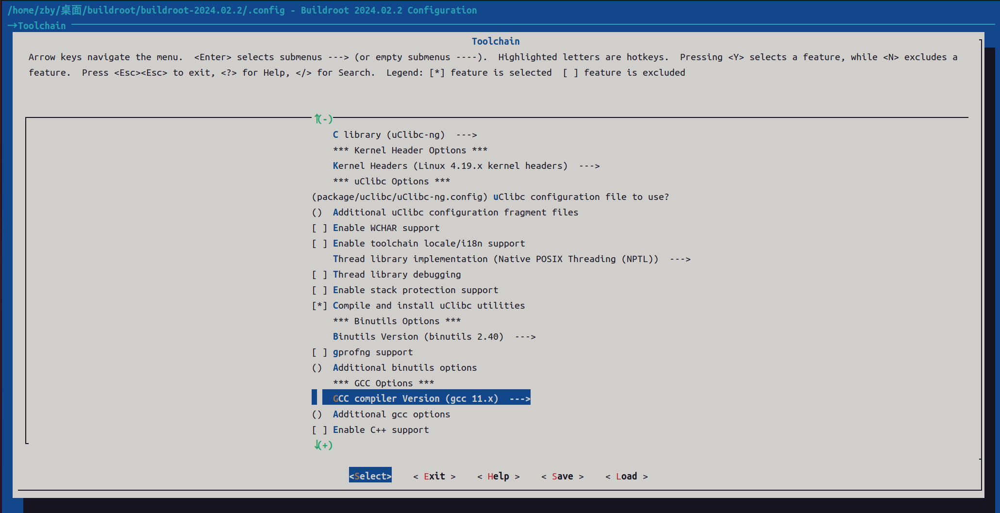 /home/zby/桌面/buildroot/buildroot-2024.02.2/.config - Buildroot 2024.02.2 Configuration
→Toolchain
Toolchain
Arrow keys navigate the menu.  <Enter> selects submenus ---> (or empty submenus ----).  Highlighted letters are hotkeys.  Pressing <Y> selects a feature, while <N> excludes a
feature.  Press <Esc><Esc> to exit, <?> for Help, </> for Search.  Legend: [*] feature is selected  [ ] feature is excluded
↑(-)
C library (uClibc-ng)  --->
*** Kernel Header Options ***
Kernel Headers (Linux 4.19.x kernel headers)  --->
*** uClibc Options ***
(package/uclibc/uClibc-ng.config) uClibc configuration file to use?
()  Additional uClibc configuration fragment files
[ ] Enable WCHAR support
[ ] Enable toolchain locale/i18n support
Thread library implementation (Native POSIX Threading (NPTL))  --->
[ ] Thread library debugging
[ ] Enable stack protection support
[*] Compile and install uClibc utilities
*** Binutils Options ***
Binutils Version (binutils 2.40)  --->
[ ] gprofng support
()  Additional binutils options
*** GCC Options ***
GCC compiler Version (gcc 11.x)  --->
()  Additional gcc options
[ ] Enable C++ support
↓(+)
<Select>    < Exit >    < Help >    < Save >    < Load >